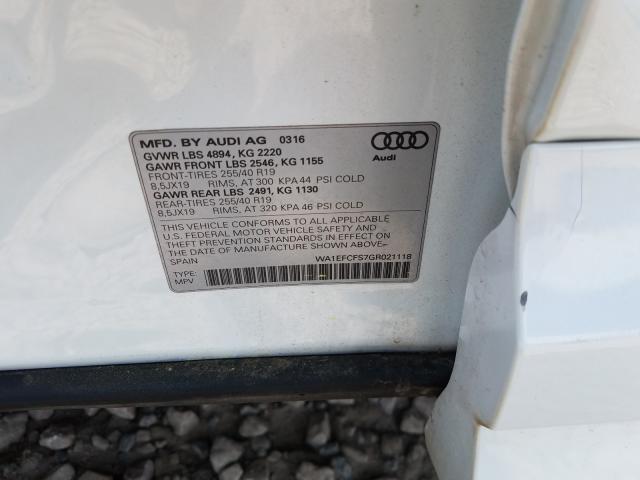 MFD. BY AUDI AG 0316
GVWR LBS 4894, KG 2220
GAWR FRONT LBS 2546, KG 1155
FRONT-TIRES 255/40 R19
8,5JX19 RIMS, AT 300 KPA 44 PSI COLD
GAWR REAR LBS 2491, KG 1130
REAR-TIRES 255/40 R19
8,5JX19 RIMS, AT 320 KPA 46 PSI COLD
Audi
THIS VEHICLE CONFORMS TO ALL APPLICABLE
U.S. FEDERAL MOTOR VEHICLE SAFETY AND
THEFT PREVENTION STANDARDS IN EFFECT ON
DATE OF MANUFACTURE SHOWN ABOVE.
SPAIN
WA1EFCFS7GR021118
TYPE:
MPV